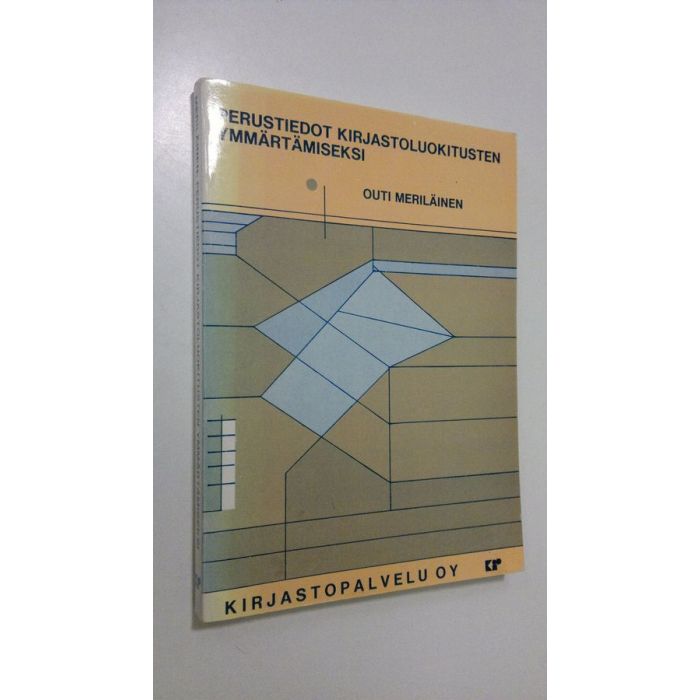 PERUSTIEDOT KIRJASTOLUOKITUSTEN
YMMÄRTÄMISEKSI
OUTI MERILÄINEN
KIRJASTOPALVELU OY